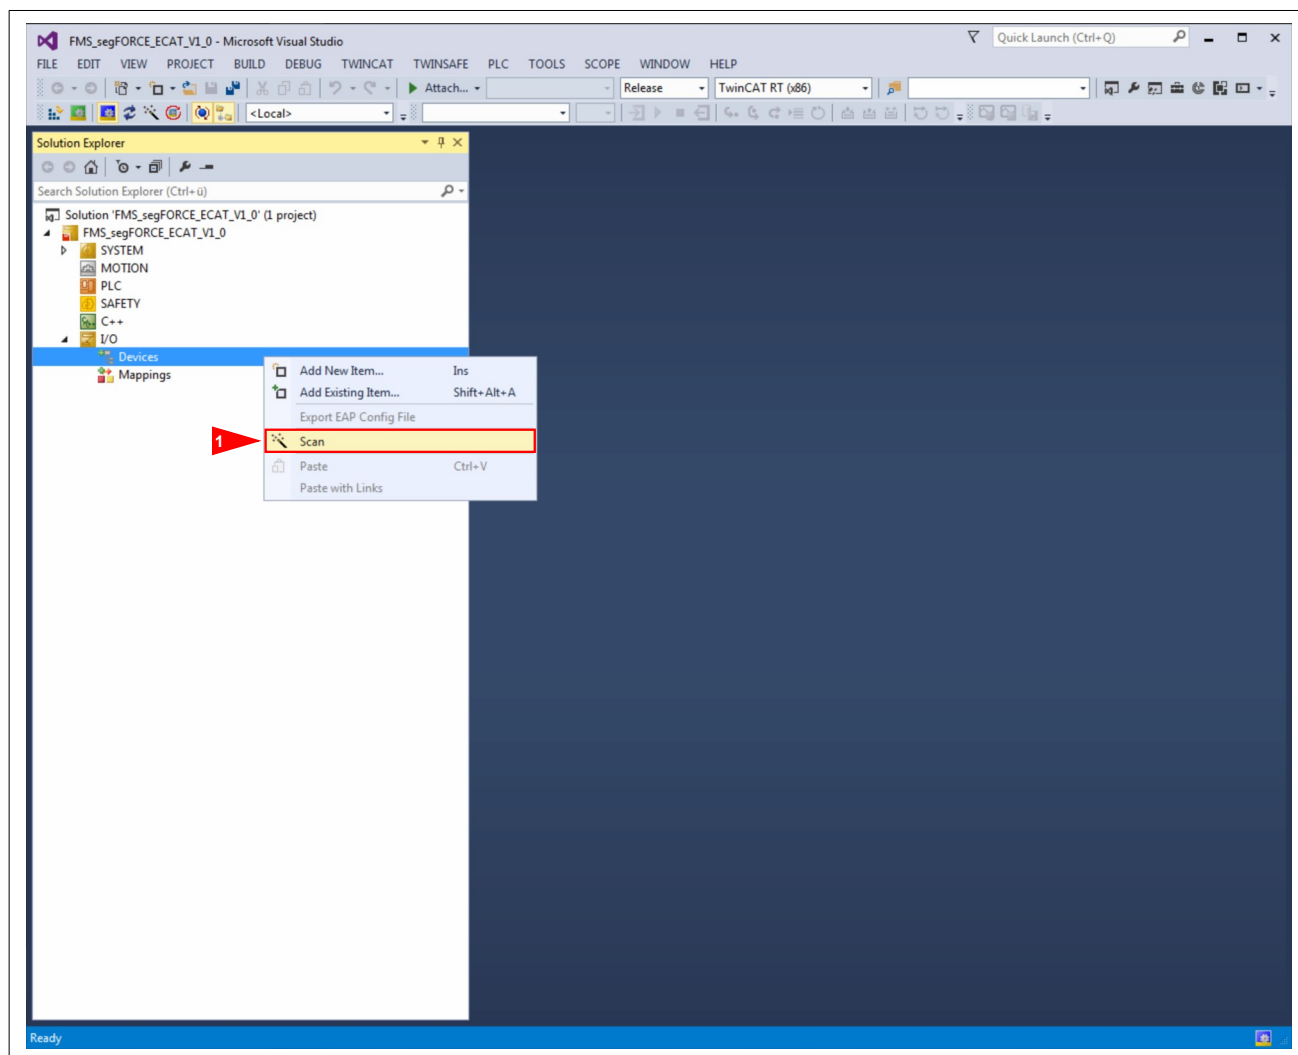 FMS_segFORCE_ECAT_V1_0 - Microsoft Visual Studio
Quick Launch (Ctrl+Q)
FILE EDIT VIEW PROJECT BUILD DEBUG TWINCAT TWINSAFE PLC TOOLS SCOPE WINDOW HELP
Attach... Release TwinCAT RT (x86)
<Local>
Solution Explorer
Search Solution Explorer (Ctrl+ü)
Solution 'FMS_segFORCE_ECAT_V1_0' (1 project)
FMS_segFORCE_ECAT_V1_0
SYSTEM
MOTION
PLC
SAFETY
C++
I/O
Devices
Mappings
Add New Item... Ins
Add Existing Item... Shift+Alt+A
Export EAP Config File
1 Scan
Paste Ctrl+V
Paste with Links
Ready